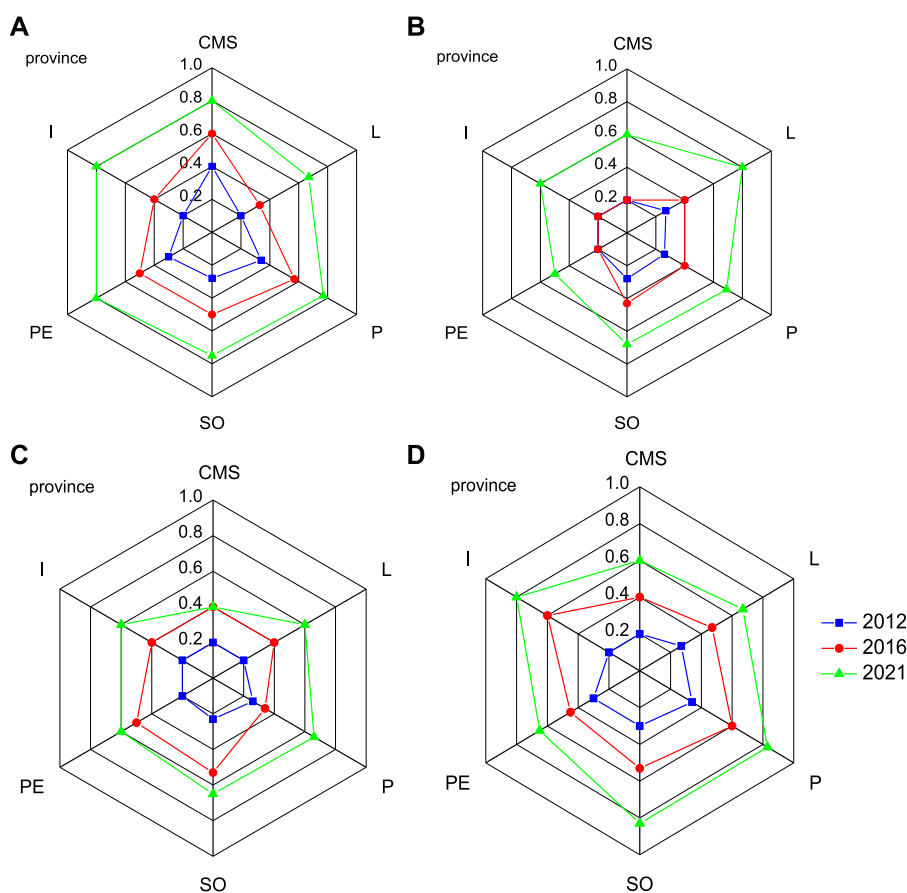 A
CMS
province
1.0
0.8
0.6
0.4
0.2
I
L
PE
P
SO
B
CMS
province
1.0
0.8
0.6
0.4
0.2
I
L
PE
P
SO
C
CMS
province
1.0
0.8
0.6
0.4
0.2
I
L
PE
P
SO
D
CMS
province
1.0
0.8
0.6
0.4
0.2
I
L
PE
P
SO
2012
2016
2021